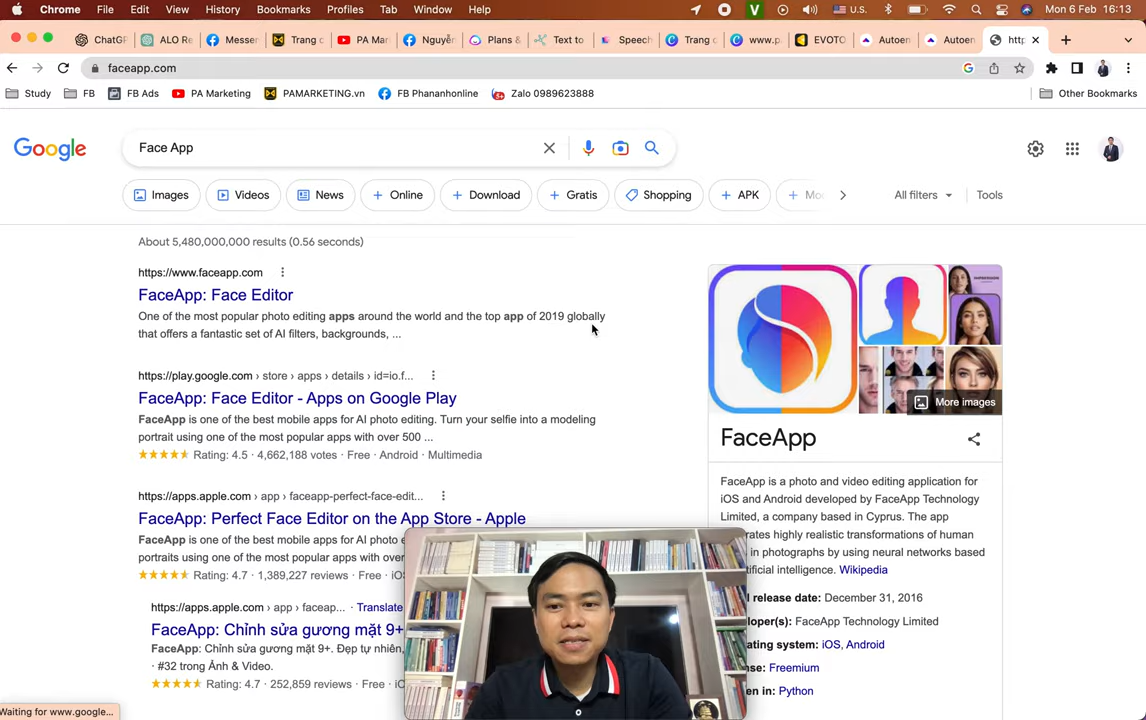 Chrome File Edit View History Bookmarks Profiles Tab Window Help V U.S. Mon 6 Feb 16:13
ChatGP ALO Re Messer Trang c PA Man Nguyễn Plans & Text to Speech Trang c www.p EVOTO Autoen Autoen http
faceapp.com
Study FB FB Ads PA Marketing PAMARKETING.vn FB Phananhonline Zalo 0989623888 Other Bookmarks
Google Face App
Images Videos News Online Download Gratis Shopping APK All filters Tools
About 5,480,000,000 results (0.56 seconds)
https://www.faceapp.com
FaceApp: Face Editor
One of the most popular photo editing apps around the world and the top app of 2019 globally
that offers a fantastic set of AI filters, backgrounds, ...
https://play.google.com › store › apps › details › id=io.f...
FaceApp: Face Editor - Apps on Google Play
FaceApp is one of the best mobile apps for AI photo editing. Turn your selfie into a modeling
portrait using one of the most popular apps with over 500 ...
Rating: 4.5 · 4,662,188 votes · Free · Android · Multimedia
https://apps.apple.com › app › faceapp-perfect-face-edit...
FaceApp: Perfect Face Editor on the App Store - Apple
FaceApp is one of the best mobile apps for AI photo e
portraits using one of the most popular apps with over
Rating: 4.7 · 1,389,227 reviews · Free · iO
https://apps.apple.com › app › faceap... · Translate
FaceApp: Chỉnh sửa gương mặt 9+
FaceApp: Chỉnh sửa gương mặt 9+. Đẹp tự nhiên,
· #32 trong Ảnh & Video.
Rating: 4.7 · 252,859 reviews · Free · iO
More images
FaceApp
FaceApp is a photo and video editing application for
iOS and Android developed by FaceApp Technology
Limited, a company based in Cyprus. The app
rates highly realistic transformations of human
in photographs by using neural networks based
tificial intelligence. Wikipedia
l release date: December 31, 2016
loper(s): FaceApp Technology Limited
ating system: iOS, Android
nse: Freemium
en in: Python
Waiting for www.google...